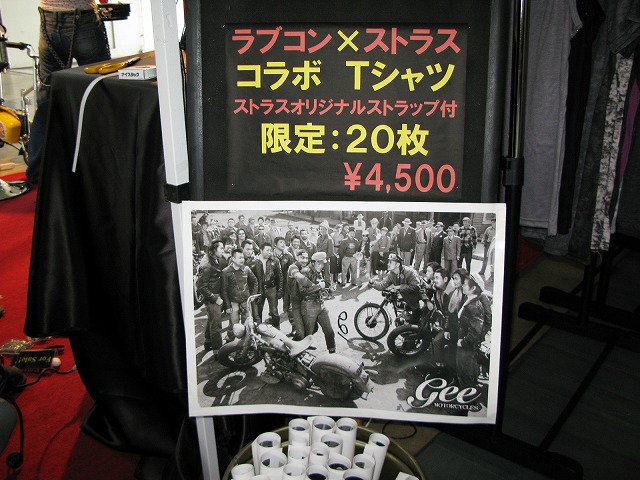 ラブコン×ストラス
コラボ Tシャツ
ストラスオリジナルストラップ付
限定：20枚
¥4,500
Gee
MOTORCYCLES!
For Sale!